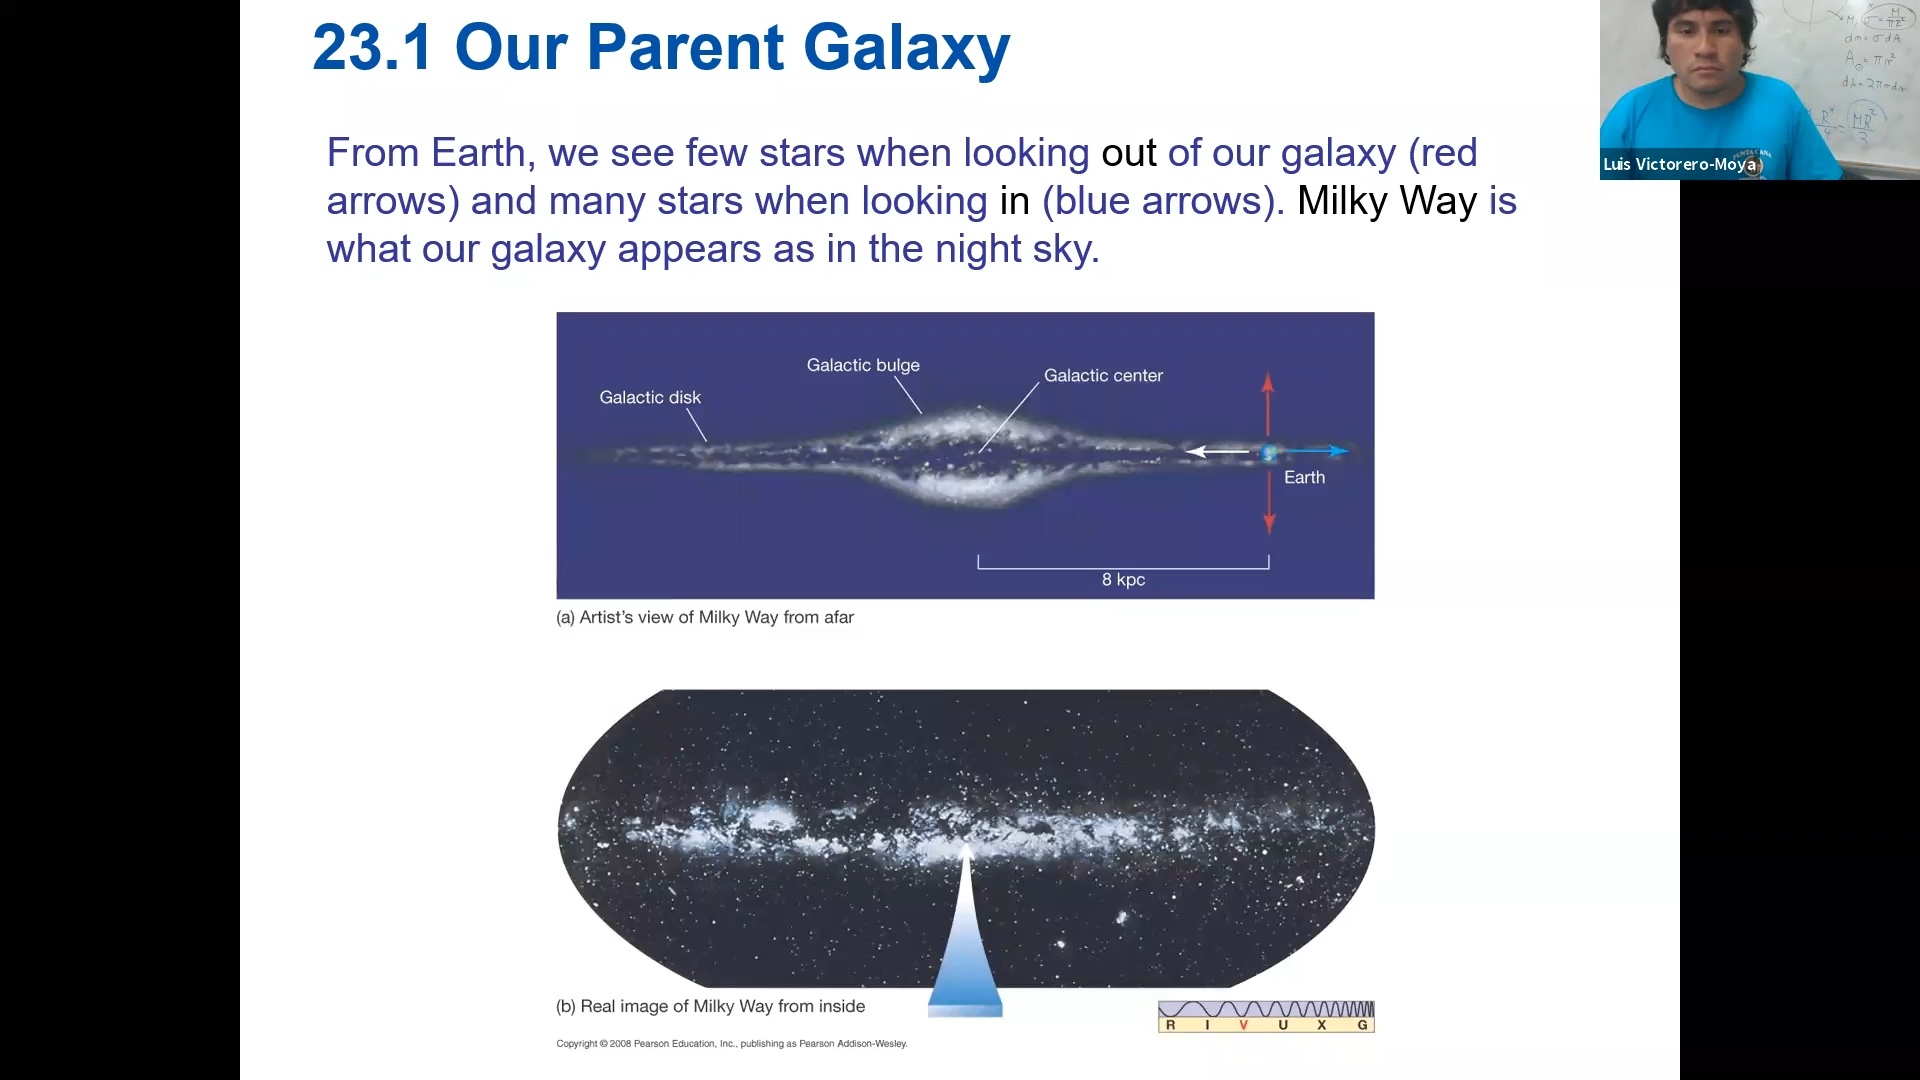 23.1 Our Parent Galaxy
From Earth, we see few stars when looking out of our galaxy (red
arrows) and many stars when looking in (blue arrows). Milky Way is
what our galaxy appears as in the night sky.
Galactic bulge
Galactic center
Galactic disk
Earth
8 kpc
(a) Artist's view of Milky Way from afar
(b) Real image of Milky Way from inside
R I V U X G
Copyright © 2008 Pearson Education, Inc., publishing as Pearson Addison-Wesley.
Luis Victorero-Moya
dm = σ dA